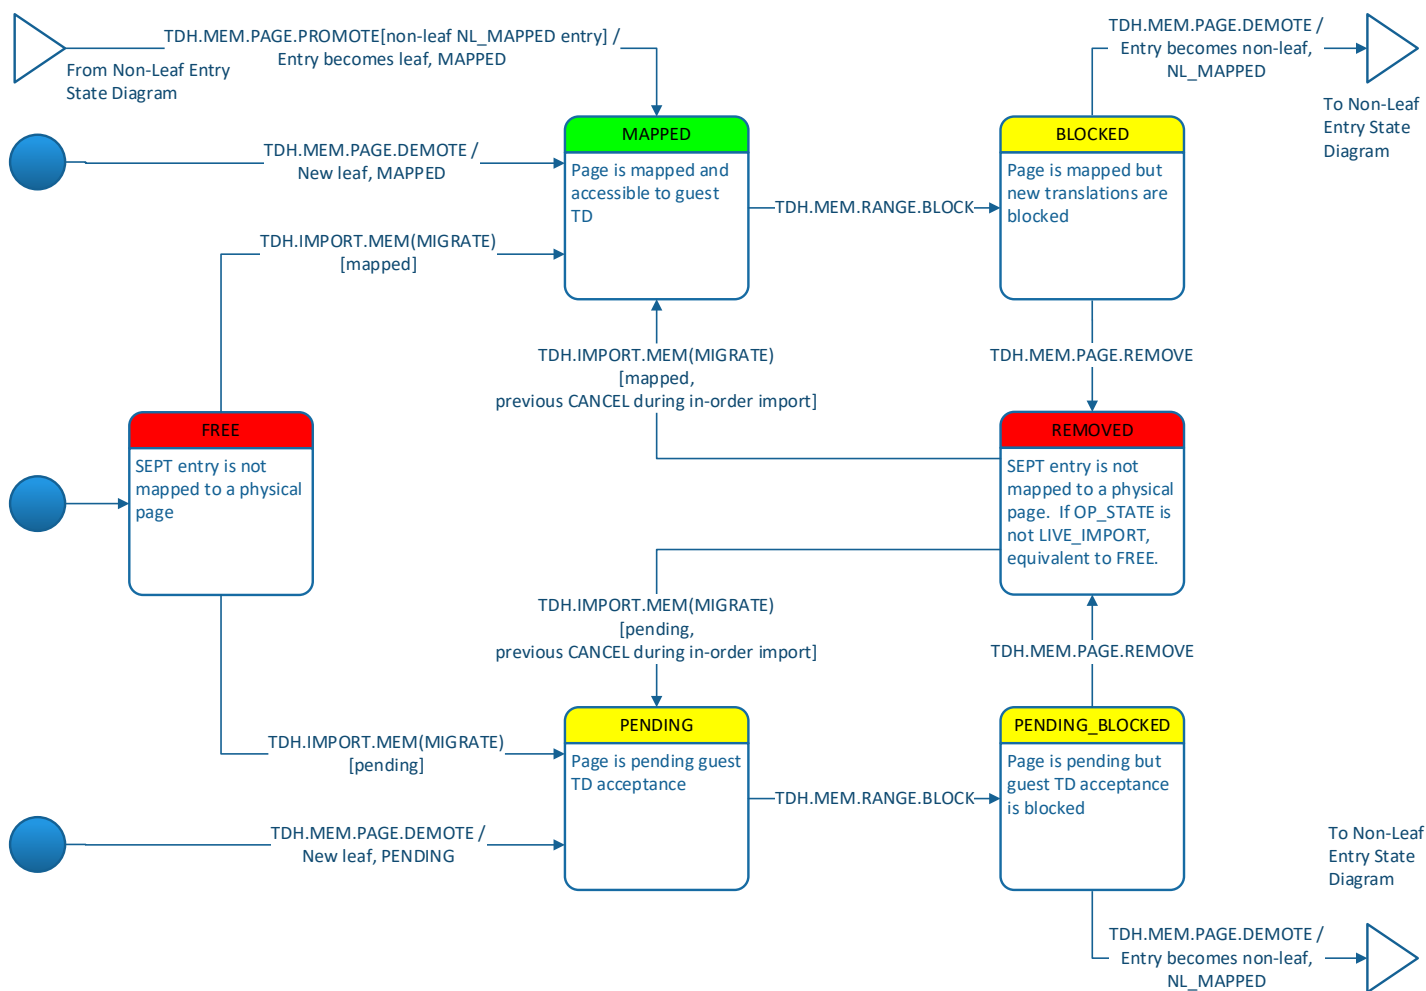 TDH.MEM.PAGE.PROMOTE[non-leaf NL_MAPPED entry] /
Entry becomes leaf, MAPPED
From Non-Leaf Entry
State Diagram
TDH.MEM.PAGE.DEMOTE /
Entry becomes non-leaf,
NL_MAPPED
To Non-Leaf
Entry State
Diagram
TDH.MEM.PAGE.DEMOTE /
New leaf, MAPPED
MAPPED
Page is mapped and
accessible to guest
TD
TDH.MEM.RANGE.BLOCK
BLOCKED
Page is mapped but
new translations are
blocked
TDH.IMPORT.MEM(MIGRATE)
[mapped]
TDH.IMPORT.MEM(MIGRATE)
[mapped,
previous CANCEL during in-order import]
TDH.MEM.PAGE.REMOVE
FREE
SEPT entry is not
mapped to a physical
page
REMOVED
SEPT entry is not
mapped to a physical
page.  If OP_STATE is
not LIVE_IMPORT,
equivalent to FREE.
TDH.IMPORT.MEM(MIGRATE)
[pending,
previous CANCEL during in-order import]
TDH.MEM.PAGE.REMOVE
TDH.IMPORT.MEM(MIGRATE)
[pending]
PENDING
Page is pending guest
TD acceptance
TDH.MEM.RANGE.BLOCK
PENDING_BLOCKED
Page is pending but
guest TD acceptance
is blocked
TDH.MEM.PAGE.DEMOTE /
New leaf, PENDING
To Non-Leaf
Entry State
Diagram
TDH.MEM.PAGE.DEMOTE /
Entry becomes non-leaf,
NL_MAPPED